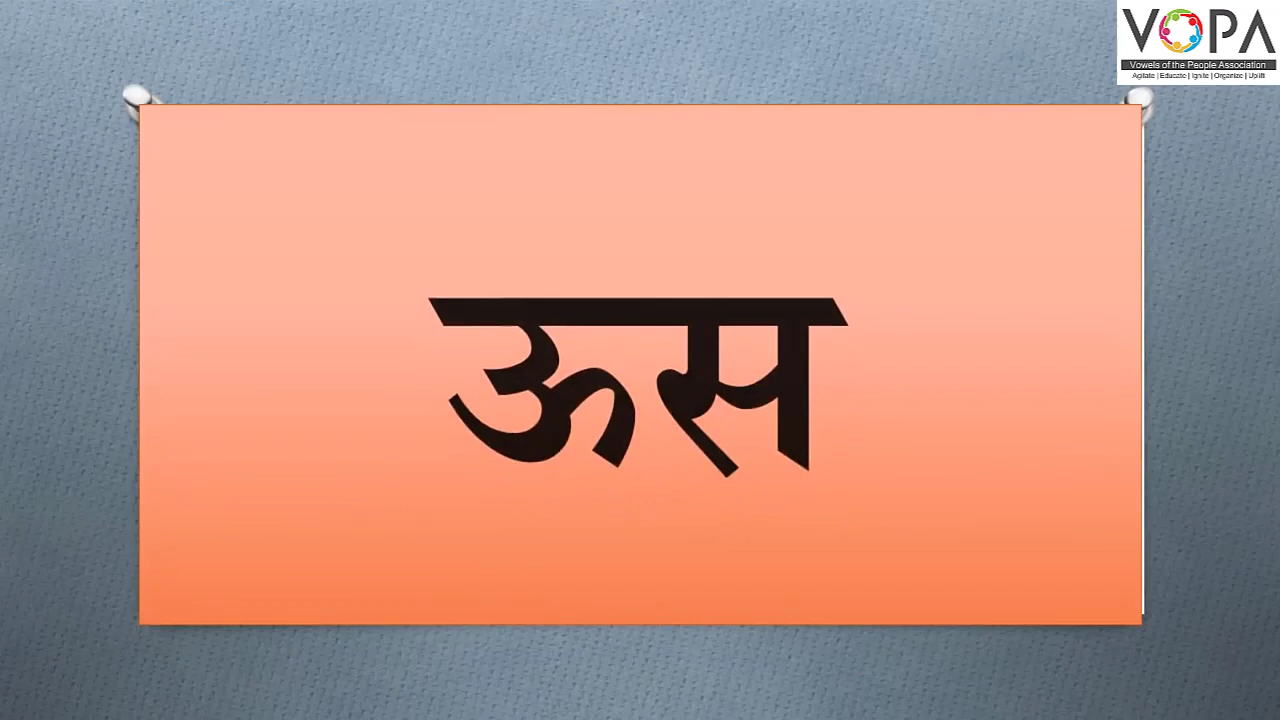 VOPA
Vowels of the People Association
Agitate | Educate | Ignite | Organize | Uplift
ऊस